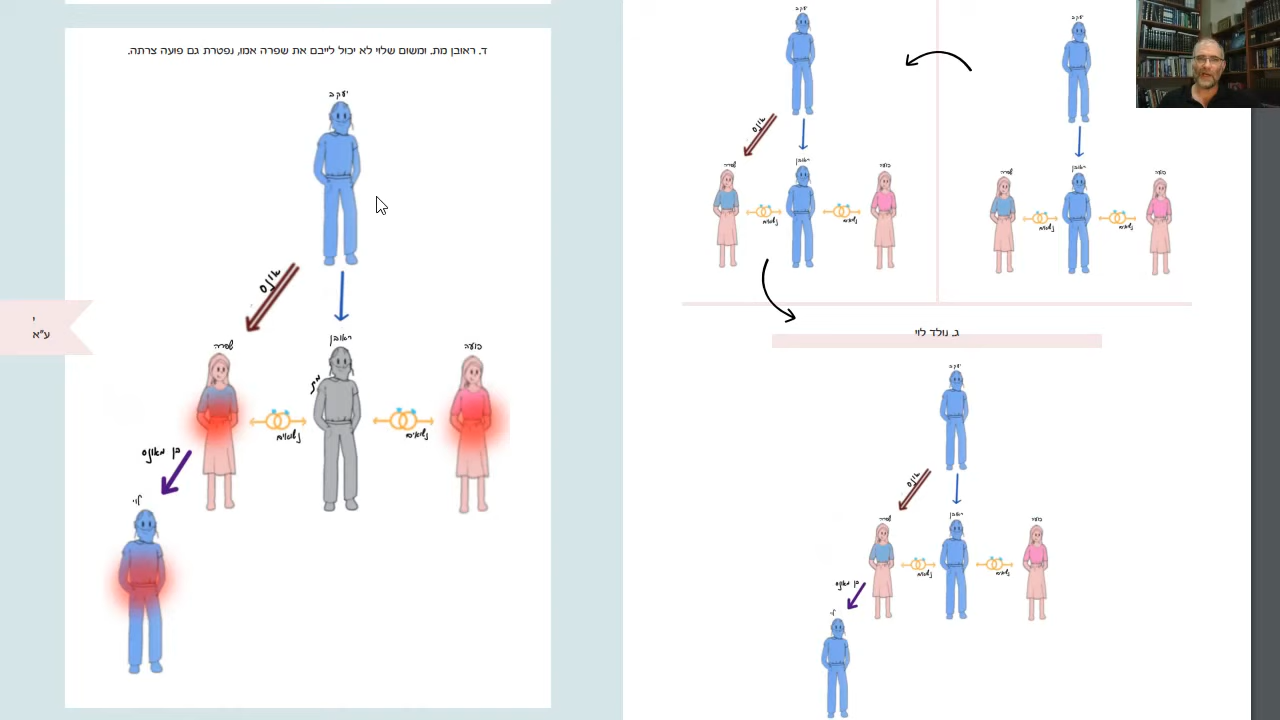 ד. ראובן מת. ומשום שלוי לא יכול לייבם את שפרה אמו, נפטרת גם פועה צרתה.
יעקב
אונס
ראובן
שפרה
פועה
מת
נשואים
נשואים
בן מאונס
לוי
י
ע"א
יעקב
ראובן
שפרה
פועה
נשואים
נשואים
יעקב
אונס
ראובן
שפרה
פועה
נשואים
נשואים
ג. נולד לוי
יעקב
אונס
ראובן
שפרה
פועה
נשואים
נשואים
בן מאונס
לוי